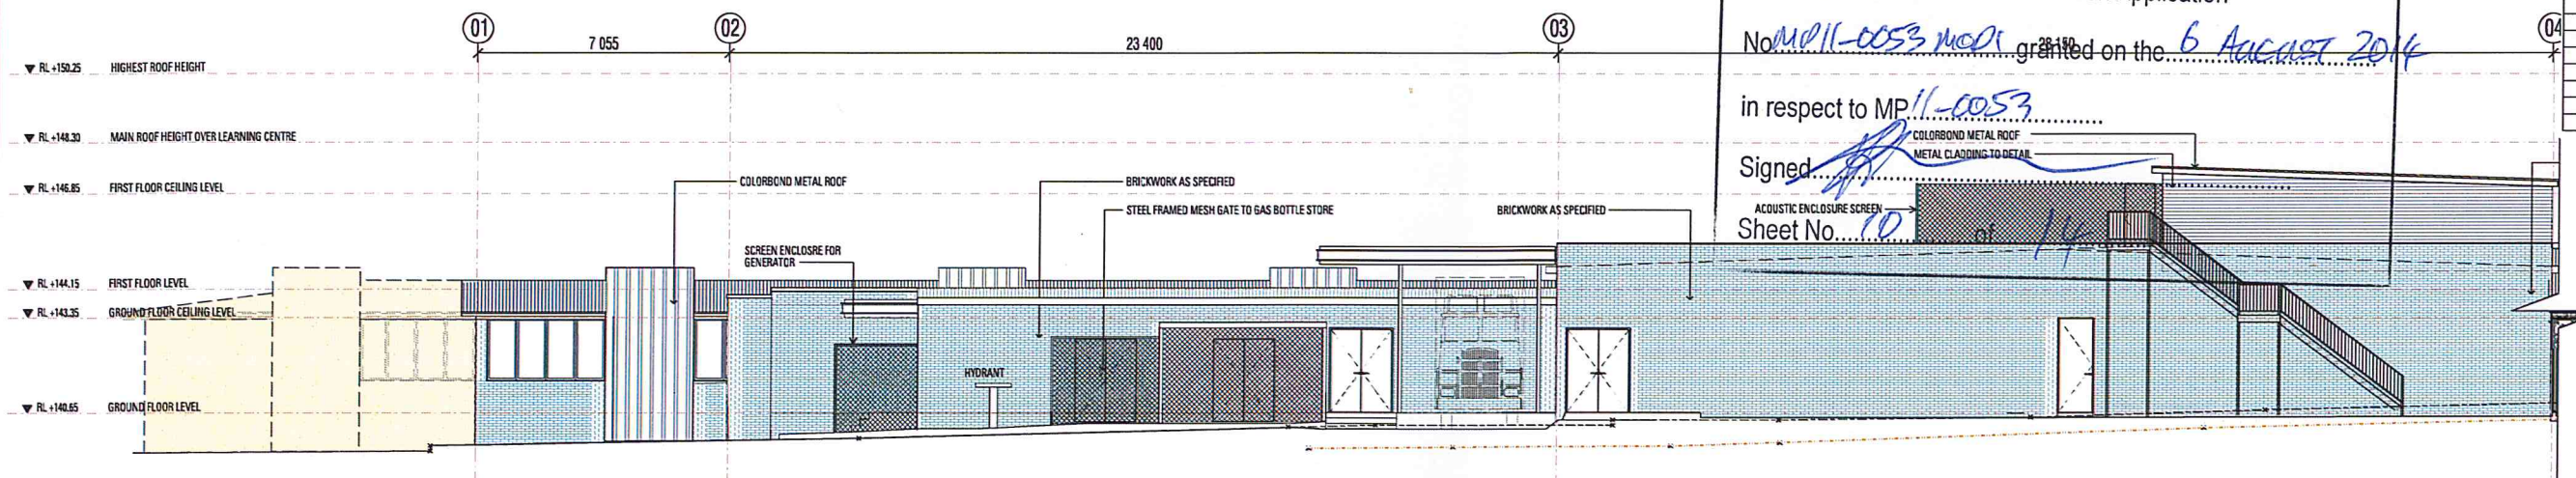 Application
01
02
03
04
7 055
23 400
28 150
No MP11-0053 MOD1 granted on the 6 AUGUST 2014
in respect to MP 11-0053
Signed
Sheet No. 10 of 14
RL +150.25 HIGHEST ROOF HEIGHT
RL +148.30 MAIN ROOF HEIGHT OVER LEARNING CENTRE
RL +146.85 FIRST FLOOR CEILING LEVEL
RL +144.15 FIRST FLOOR LEVEL
RL +143.35 GROUND FLOOR CEILING LEVEL
RL +140.65 GROUND FLOOR LEVEL
COLORBOND METAL ROOF
SCREEN ENCLOSRE FOR
GENERATOR
BRICKWORK AS SPECIFIED
STEEL FRAMED MESH GATE TO GAS BOTTLE STORE
HYDRANT
BRICKWORK AS SPECIFIED
COLORBOND METAL ROOF
METAL CLADDING TO DETAIL
ACOUSTIC ENCLOSURE SCREEN